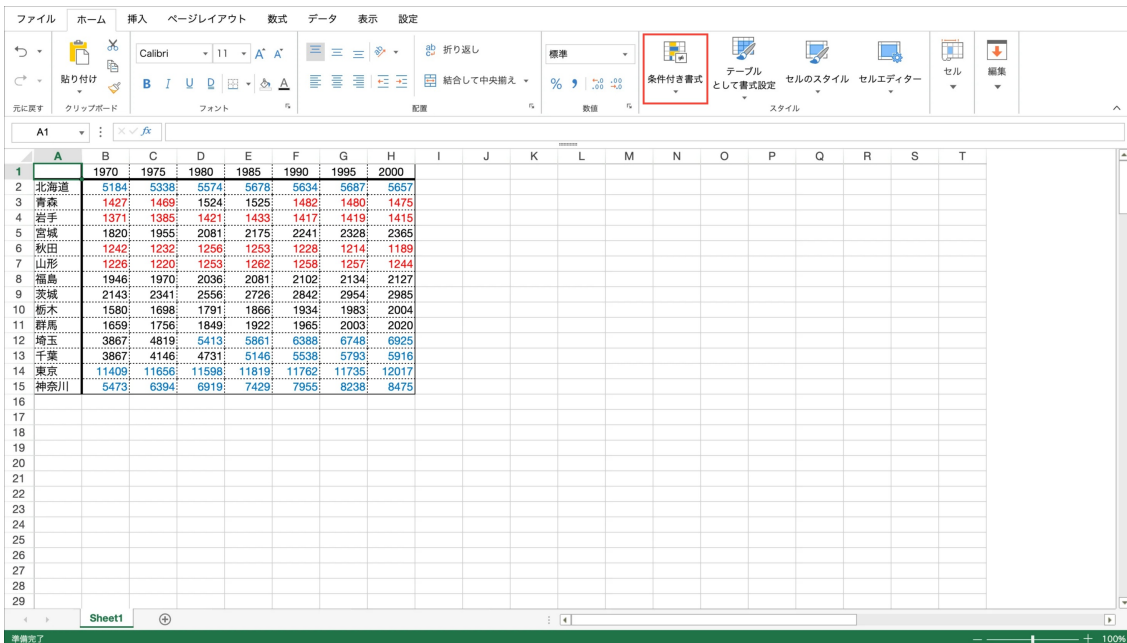 ファイル ホーム 挿入 ページレイアウト 数式 データ 表示 設定
Calibri 11 折り返し 標準
貼り付け B I U D A 結合して中央揃え % 条件付き書式 テーブル として書式設定 セルのスタイル セルエディター セル 編集
元に戻す クリップボード フォント 配置 数値 スタイル
A1 fx
A B C D E F G H I J K L M N O P Q R S T
1 1970 1975 1980 1985 1990 1995 2000
2 北海道 5184 5338 5574 5678 5634 5687 5657
3 青森 1427 1469 1524 1525 1482 1480 1475
4 岩手 1371 1385 1421 1433 1417 1419 1415
5 宮城 1820 1955 2081 2175 2241 2328 2365
6 秋田 1242 1232 1256 1253 1228 1214 1189
7 山形 1226 1220 1253 1262 1258 1257 1244
8 福島 1946 1970 2036 2081 2102 2134 2127
9 茨城 2143 2341 2556 2726 2842 2954 2985
10 栃木 1580 1698 1791 1866 1934 1983 2004
11 群馬 1659 1756 1849 1922 1965 2003 2020
12 埼玉 3867 4819 5413 5861 6388 6748 6925
13 千葉 3867 4146 4731 5146 5538 5793 5916
14 東京 11409 11656 11598 11819 11762 11735 12017
15 神奈川 5473 6394 6919 7429 7955 8238 8475
16
17
18
19
20
21
22
23
24
25
26
27
28
29
Sheet1
準備完了 100%